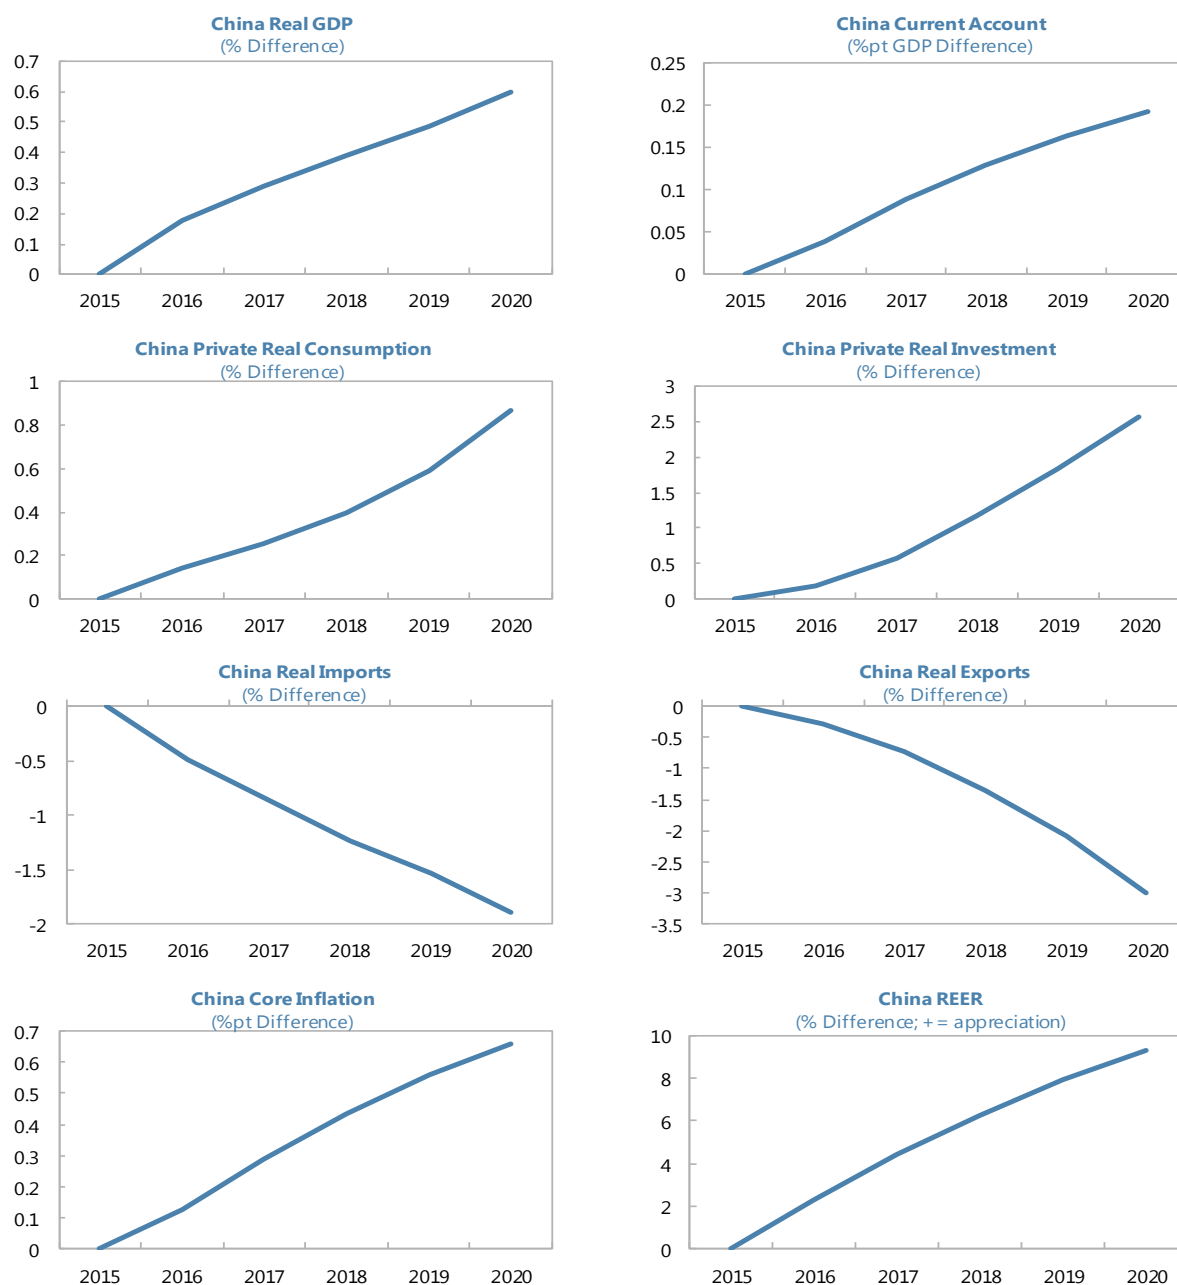 China Real GDP
(% Difference)
0.7
0.6
0.5
0.4
0.3
0.2
0.1
0
2015 2016 2017 2018 2019 2020
China Current Account
(%pt GDP Difference)
0.25
0.2
0.15
0.1
0.05
0
2015 2016 2017 2018 2019 2020
China Private Real Consumption
(% Difference)
1
0.8
0.6
0.4
0.2
0
2015 2016 2017 2018 2019 2020
China Private Real Investment
(% Difference)
3
2.5
2
1.5
1
0.5
0
2015 2016 2017 2018 2019 2020
China Real Imports
(% Difference)
0
-0.5
-1
-1.5
-2
2015 2016 2017 2018 2019 2020
China Real Exports
(% Difference)
0
-0.5
-1
-1.5
-2
-2.5
-3
-3.5
2015 2016 2017 2018 2019 2020
China Core Inflation
(%pt Difference)
0.7
0.6
0.5
0.4
0.3
0.2
0.1
0
2015 2016 2017 2018 2019 2020
China REER
(% Difference; + = appreciation)
10
8
6
4
2
0
2015 2016 2017 2018 2019 2020